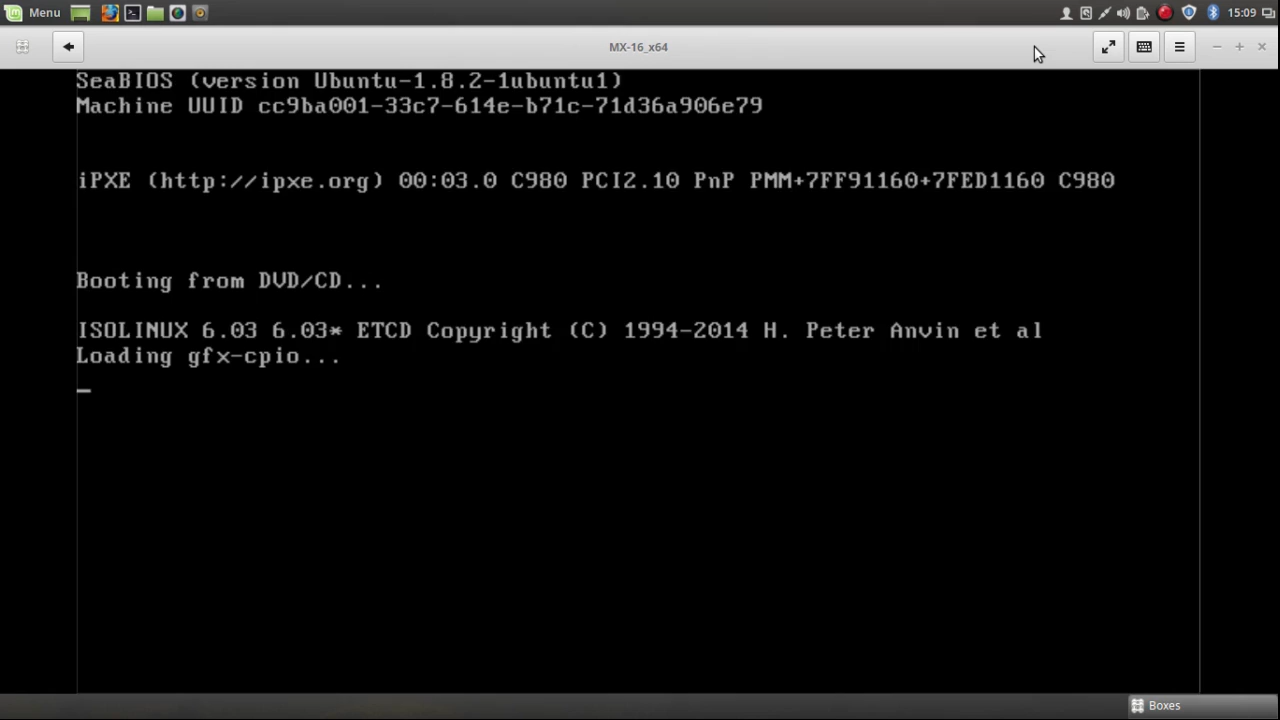 Menu
15:09
MX-16_x64
SeaBIOS (version Ubuntu-1.8.2-1ubuntu1)
Machine UUID cc9ba001-33c7-614e-b71c-71d36a906e79
iPXE (http://ipxe.org) 00:03.0 C980 PCI2.10 PnP PMM+7FF91160+7FED1160 C980
Booting from DVD/CD...
ISOLINUX 6.03 6.03* ETCD Copyright (C) 1994-2014 H. Peter Anvin et al
Loading gfx-cpio...
Boxes